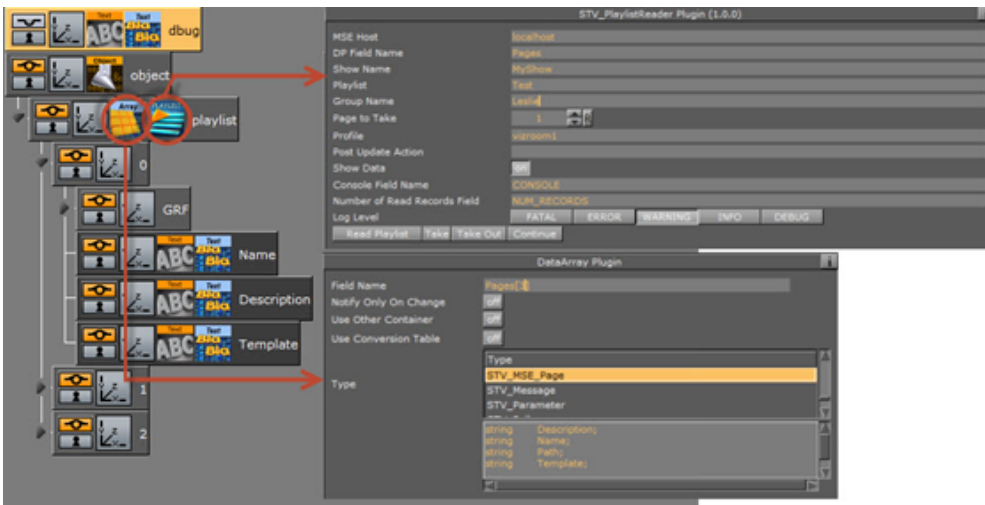 dbug
object
playlist
0
GRF
Name
Description
Template
1
2
STV_PlaylistReader Plugin (1.0.0)
MSE Host localhost
DP Field Name Pages
Show Name MyShow
Playlist Test
Group Name Leslie
Page to Take 1
Profile vizroom1
Post Update Action
Show Data on
Console Field Name CONSOLE
Number of Read Records Field NUM_RECORDS
Log Level FATAL ERROR WARNING INFO DEBUG
Read Playlist Take Take Out Continue
DataArray Plugin
Field Name
Notify Only On Change off
Use Other Container off
Use Conversion Table off
Type
Type
STV_MSE_Page
STV_Message
STV_Parameter
string Description;
string Name;
string Path;
string Template;